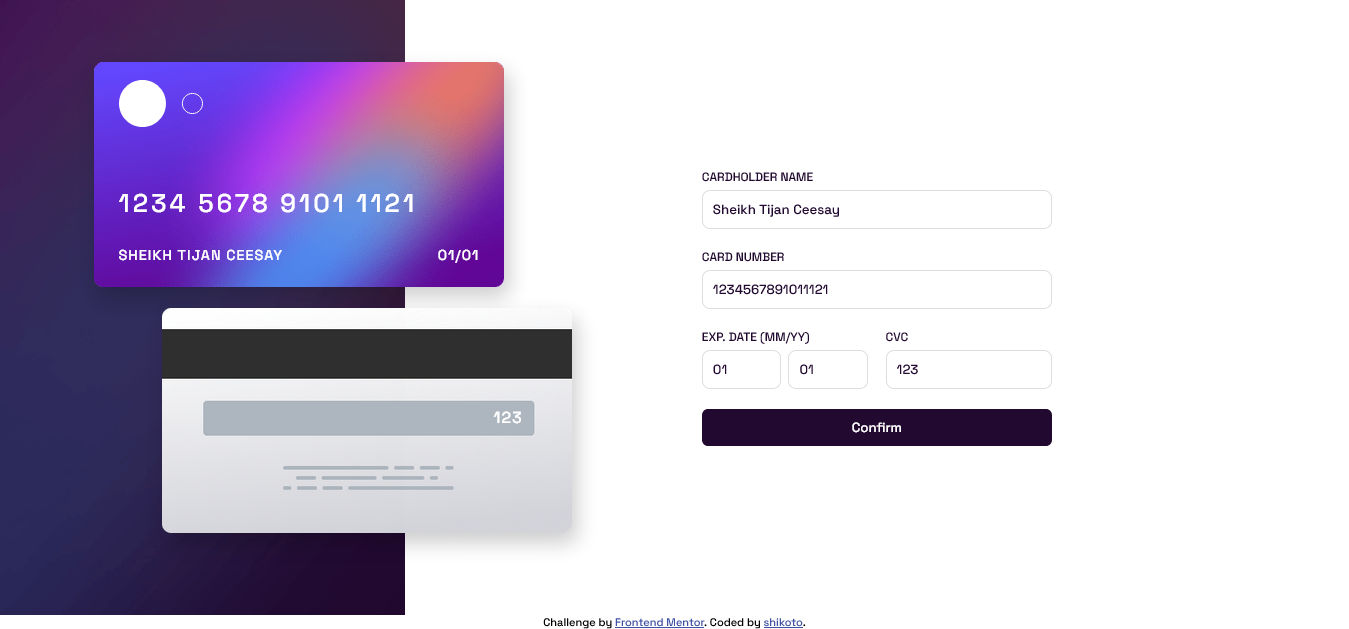 1234 5678 9101 1121
SHEIKH TIJAN CEESAY 01/01
123
CARDHOLDER NAME
Sheikh Tijan Ceesay
CARD NUMBER
1234567891011121
EXP. DATE (MM/YY) CVC
01 01 123
Confirm
Challenge by Frontend Mentor. Coded by shikoto.